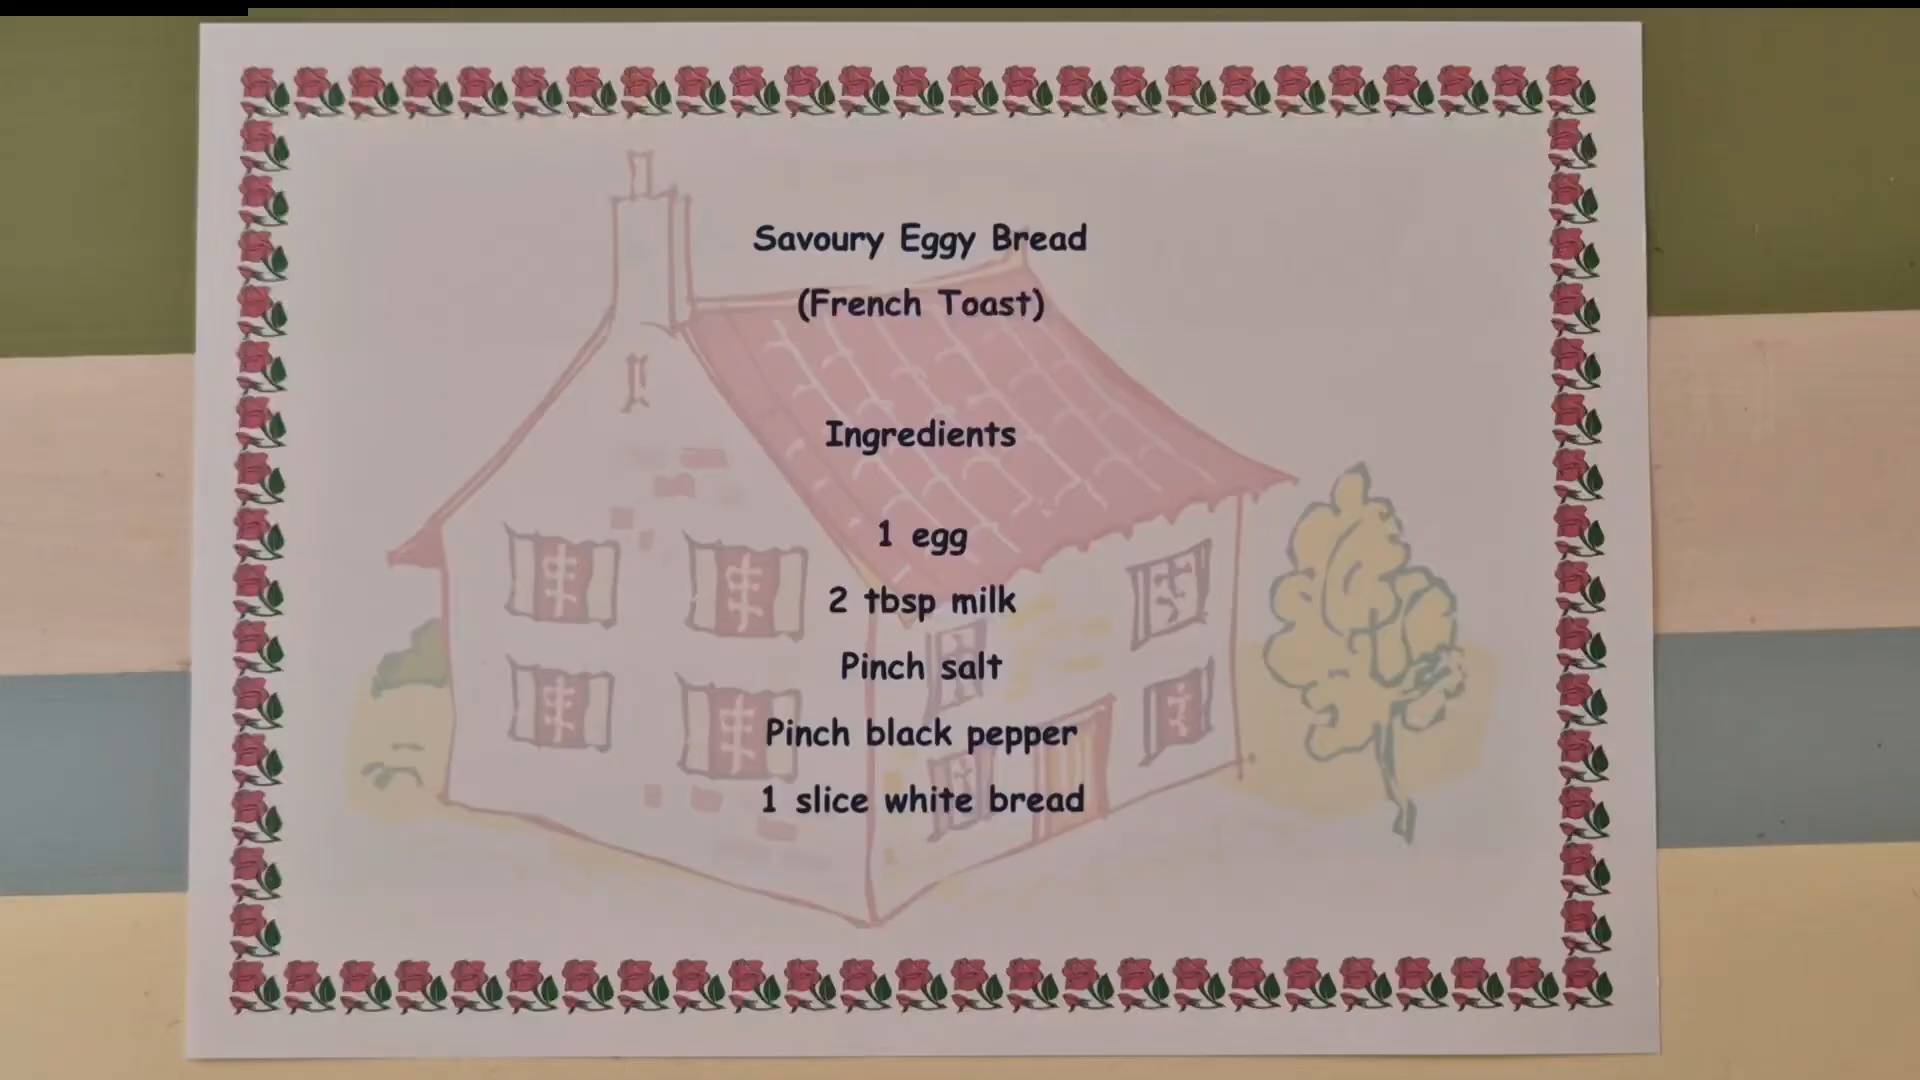 Savoury Eggy Bread
(French Toast)
Ingredients
1 egg
2 tbsp milk
Pinch salt
Pinch black pepper
1 slice white bread